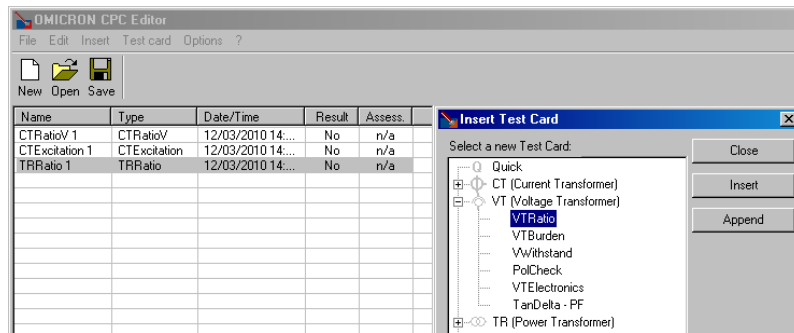 OMICRON CPC Editor
File Edit Insert Test card Options ?
New Open Save
Name Type Date/Time Result Assess.
CTRatioV 1 CTRatioV 12/03/2010 14:... No n/a
CTExcitation 1 CTExcitation 12/03/2010 14:... No n/a
TRRatio 1 TRRatio 12/03/2010 14:... No n/a
Insert Test Card
Select a new Test Card:
Quick
CT (Current Transformer)
VT (Voltage Transformer)
VTRatio
VTBurden
VWithstand
PolCheck
VTElectronics
TanDelta - PF
TR (Power Transformer)
Close
Insert
Append